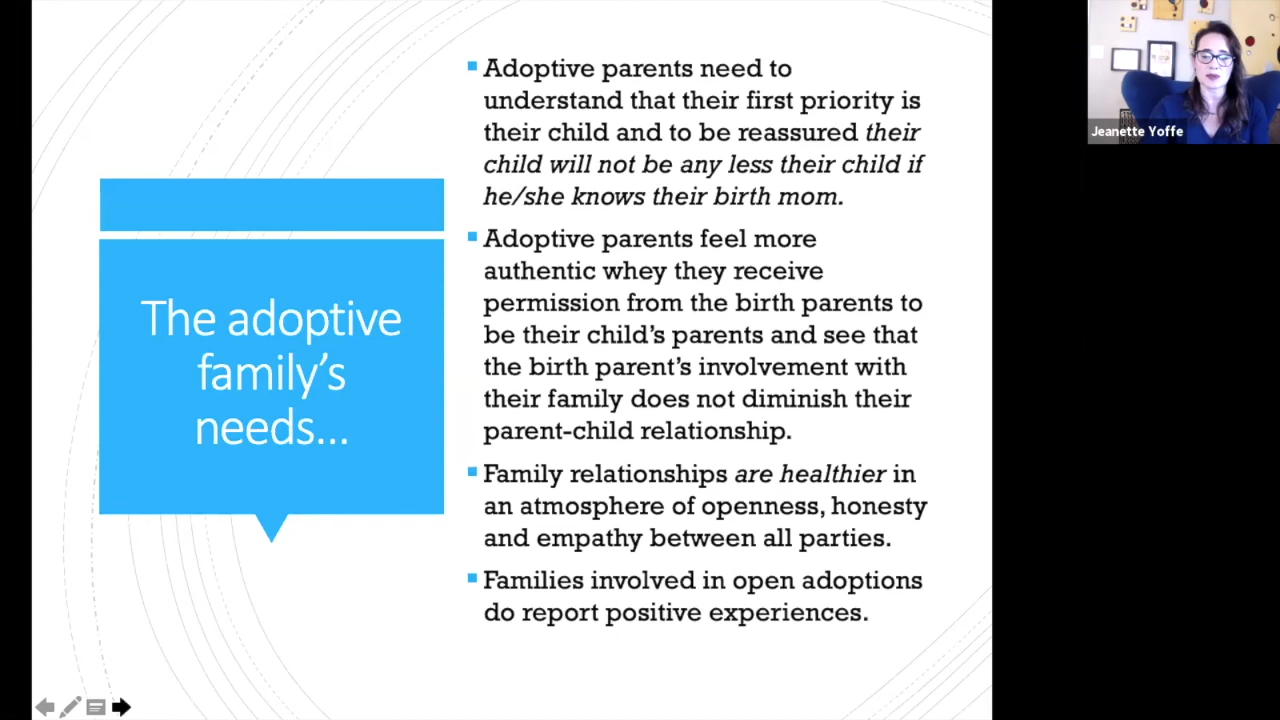 The adoptive
family's
needs...
Adoptive parents need to
understand that their first priority is
their child and to be reassured their
child will not be any less their child if
he/she knows their birth mom.
Adoptive parents feel more
authentic whey they receive
permission from the birth parents to
be their child's parents and see that
the birth parent's involvement with
their family does not diminish their
parent-child relationship.
Family relationships are healthier in
an atmosphere of openness, honesty
and empathy between all parties.
Families involved in open adoptions
do report positive experiences.
Jeanette Yoffe